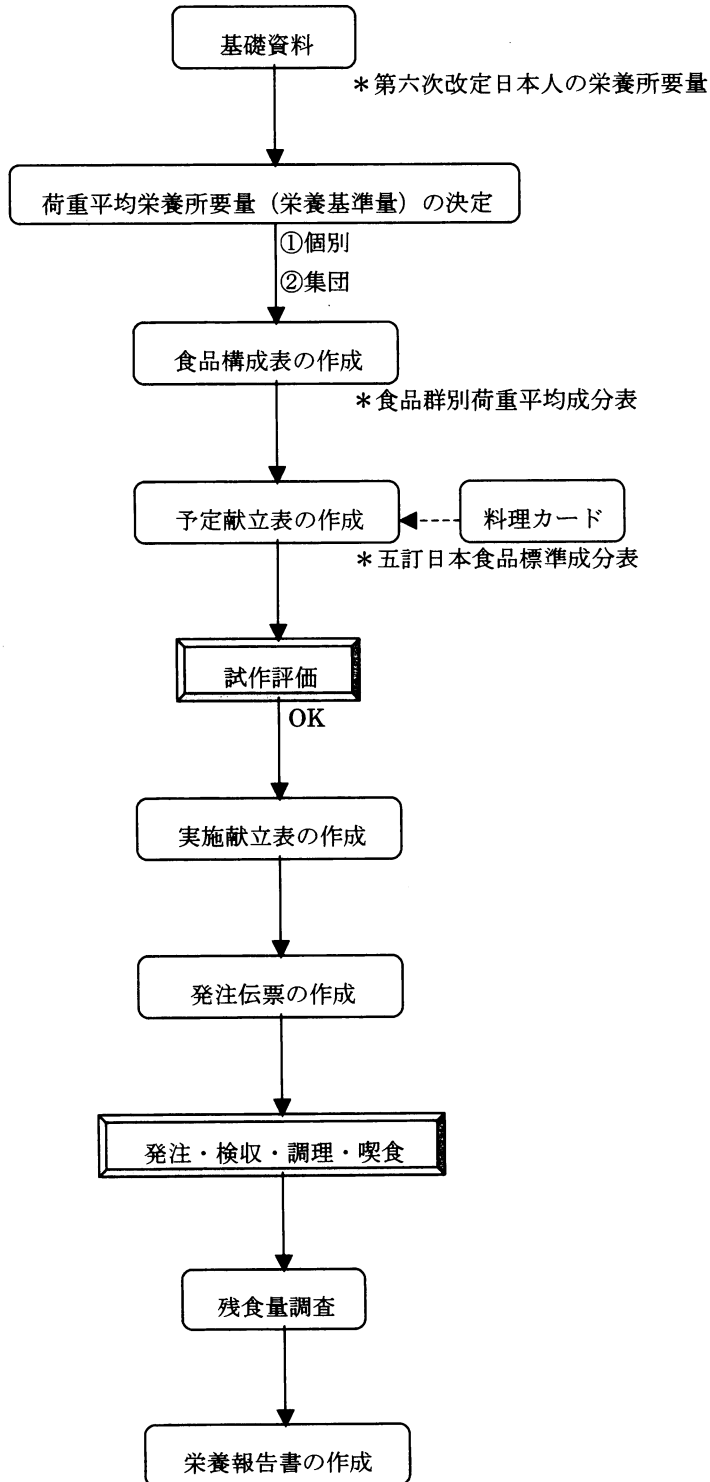 基礎資料
＊第六次改定日本人の栄養所要量
荷重平均栄養所要量（栄養基準量）の決定
①個別
②集団
食品構成表の作成
＊食品群別荷重平均成分表
予定献立表の作成
料理カード
＊五訂日本食品標準成分表
試作評価
OK
実施献立表の作成
発注伝票の作成
発注・検収・調理・喫食
残食量調査
栄養報告書の作成